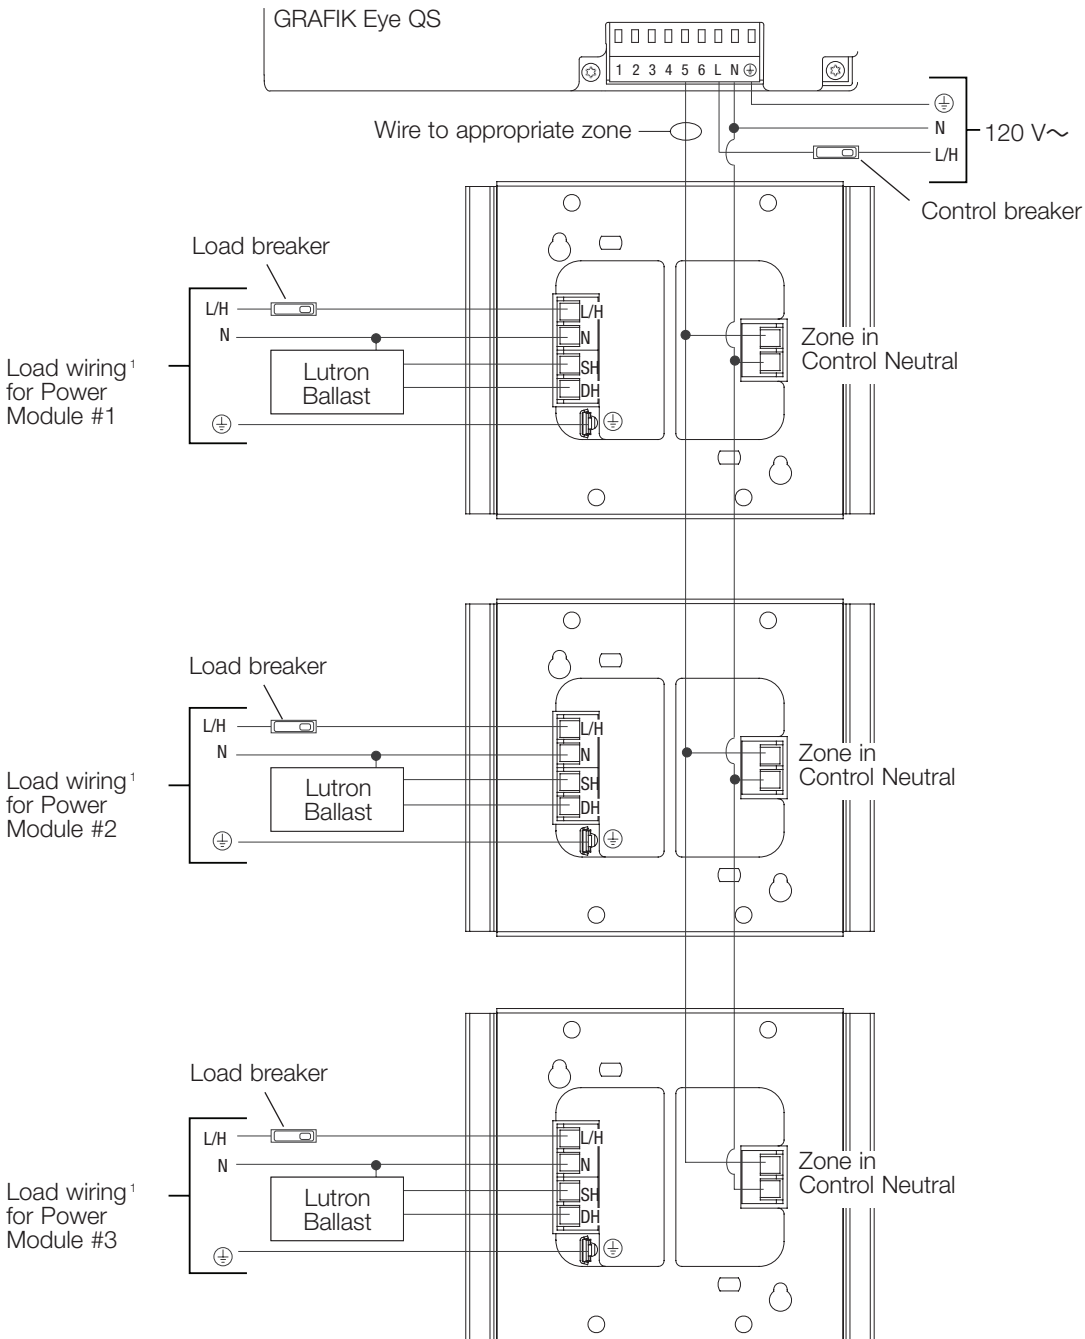 GRAFIK Eye QS
1 2 3 4 5 6 L N
Wire to appropriate zone
N
L/H
120 V~
Control breaker
Load breaker
L/H
N
Load wiring¹
for Power
Module #1
Lutron
Ballast
L/H
N
SH
DH
Zone in
Control Neutral
Load breaker
L/H
N
Load wiring¹
for Power
Module #2
Lutron
Ballast
L/H
N
SH
DH
Zone in
Control Neutral
Load breaker
L/H
N
Load wiring¹
for Power
Module #3
Lutron
Ballast
L/H
N
SH
DH
Zone in
Control Neutral